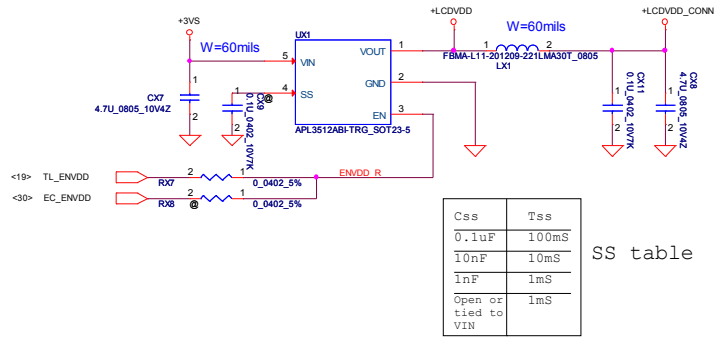 +3VS
W=60mils
UX1
+LCDVDD
W=60mils
+LCDVDD_CONN
5
VIN
VOUT
1
1
2
FBMA-L11-201209-221LMA30T_0805
LX1
4
SS
GND
2
EN
3
APL3512ABI-TRG_SOT23-5
1
CX7
4.7U_0805_10V4Z
2
1
@
CX9
0.1U_0402_10V7K
2
1
CX11
0.1U_0402_10V7K
2
1
CX8
4.7U_0805_10V4Z
2
<19> TL_ENVDD
2
1
RX7
0_0402_5%
ENVDD_R
<30> EC_ENVDD
2
1
RX8
@
0_0402_5%
Css Tss
0.1uF 100mS
10nF 10mS
1nF 1mS
Open or 1mS
tied to
VIN
SS table